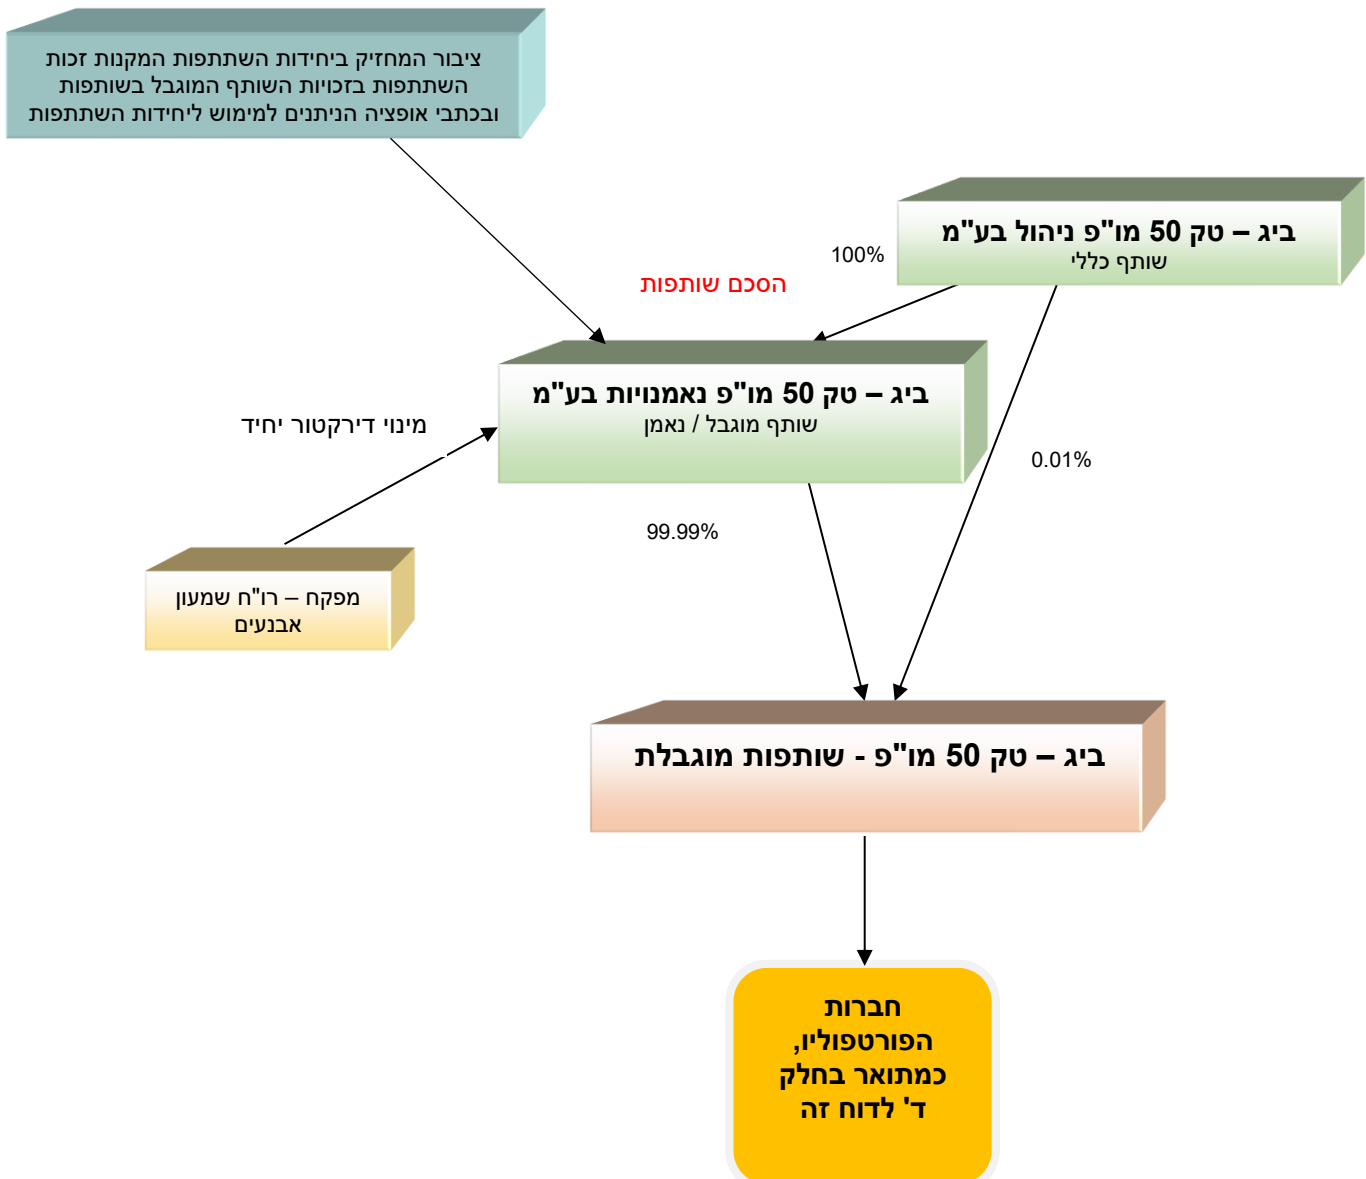 ציבור המחזיק ביחידות השתתפות המקנות זכות
השתתפות בזכויות השותף המוגבל בשותפות
ובכתבי אופציה הניתנים למימוש ליחידות השתתפות
ביג – טק 50 מו"פ ניהול בע"מ
שותף כללי
100%
הסכם שותפות
ביג – טק 50 מו"פ נאמנויות בע"מ
שותף מוגבל / נאמן
מינוי דירקטור יחיד
0.01%
99.99%
מפקח – רו"ח שמעון
אבנעים
ביג – טק 50 מו"פ - שותפות מוגבלת
חברות
הפורטפוליו,
כמתואר בחלק
ד' לדוח זה